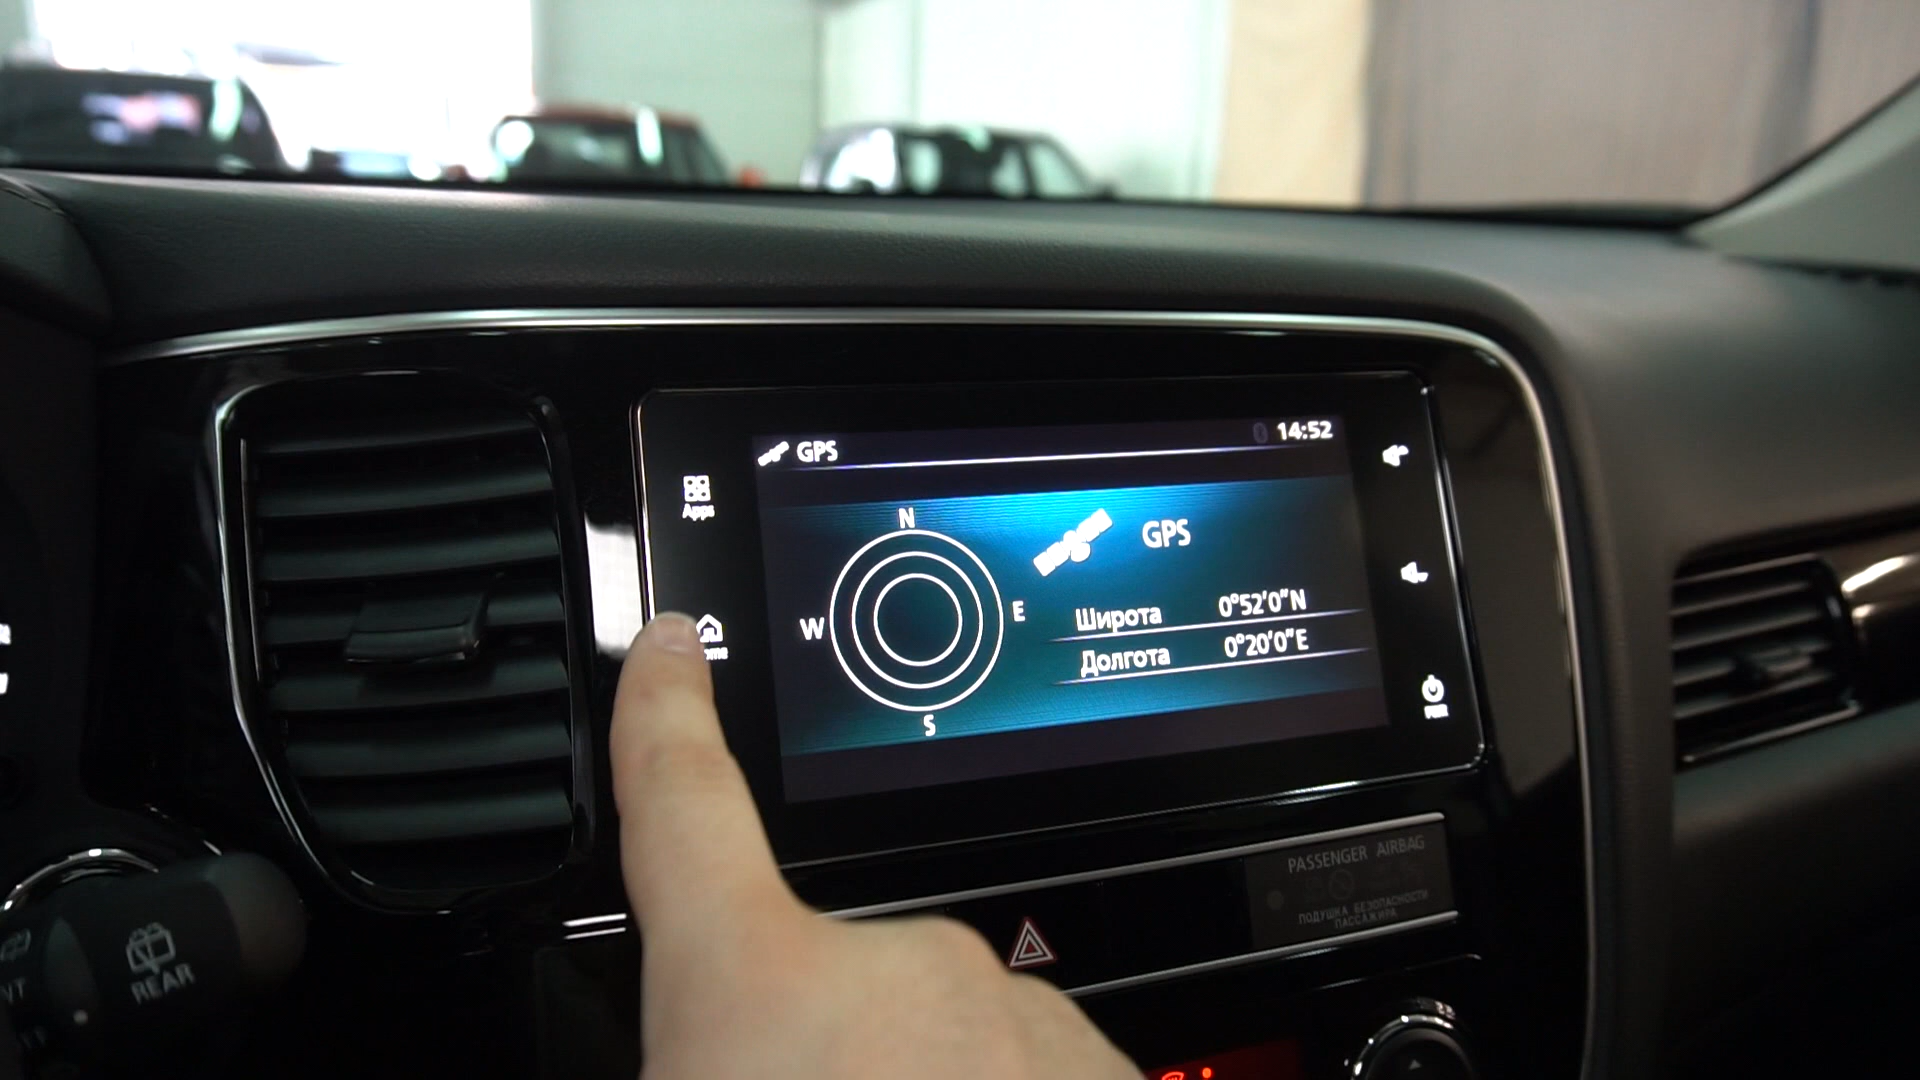 GPS
14:52
Apps
N
GPS
W
E
Широта 0°52'0"N
Долгота 0°20'0"E
S
PWR
PASSENGER AIRBAG
ПОДУШКА БЕЗОПАСНОСТИ
ПАССАЖИРА
REAR